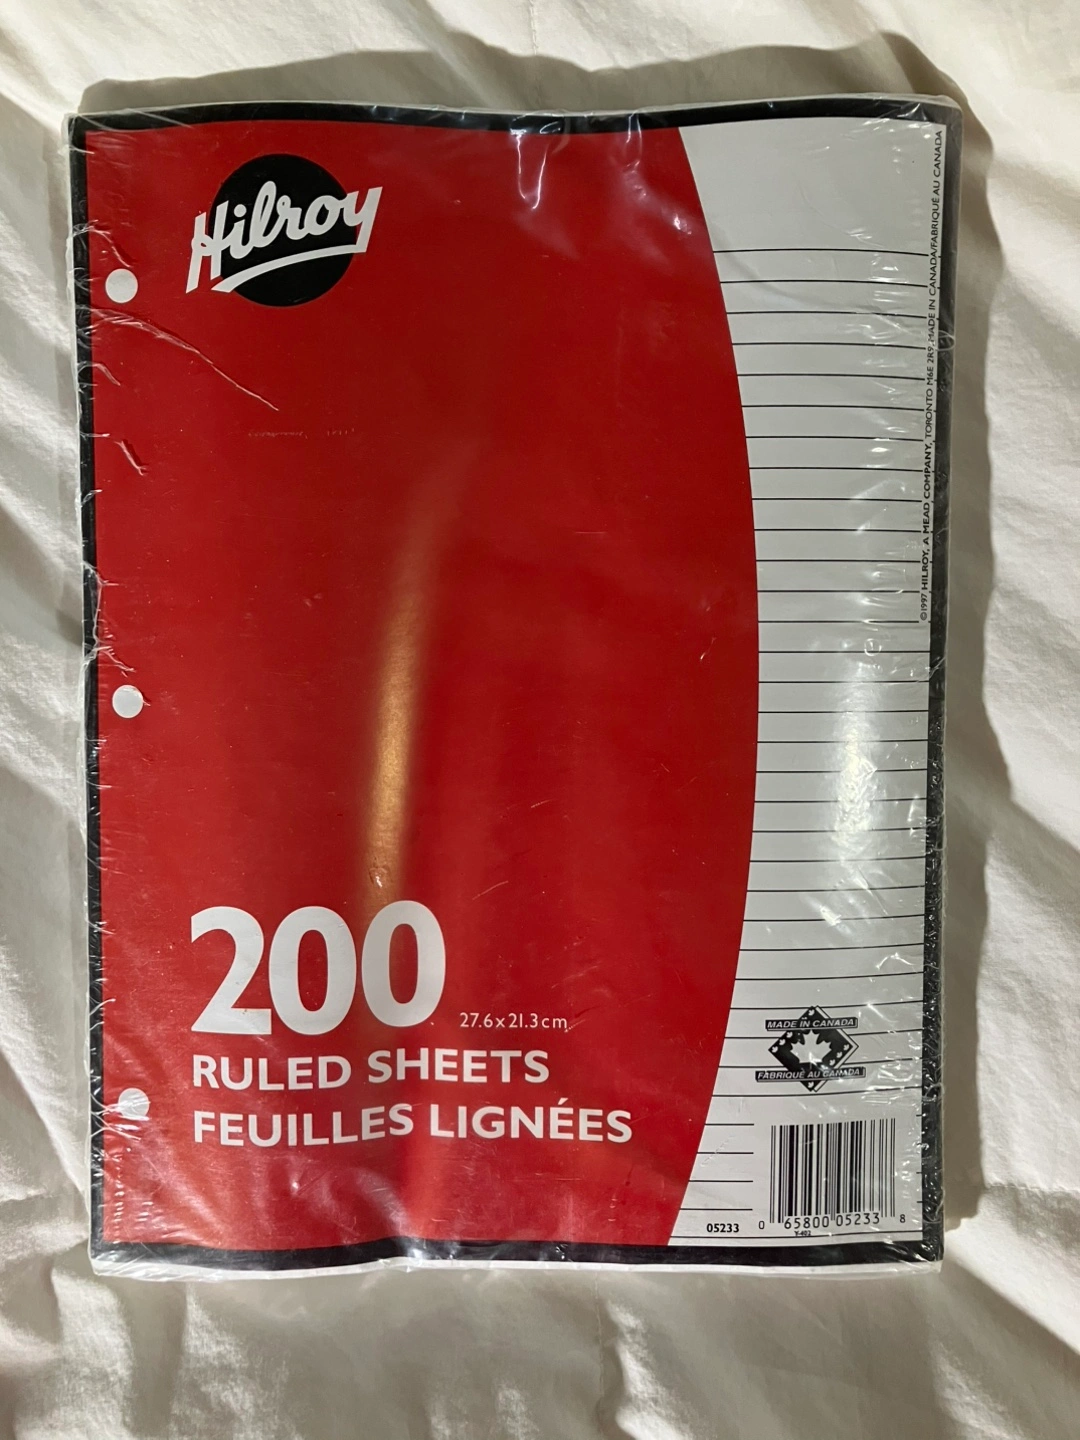 Hilroy
©1997 HILROY, A MEAD COMPANY, TORONTO M6E 2R9. MADE IN CANADA/FABRIQUÉ AU CANADA
200
27.6x21.3cm.
RULED SHEETS
FEUILLES LIGNÉES
MADE IN CANADA
FABRIQUÉ AU CANADA
05233
0 65800 05233 8
Y-402